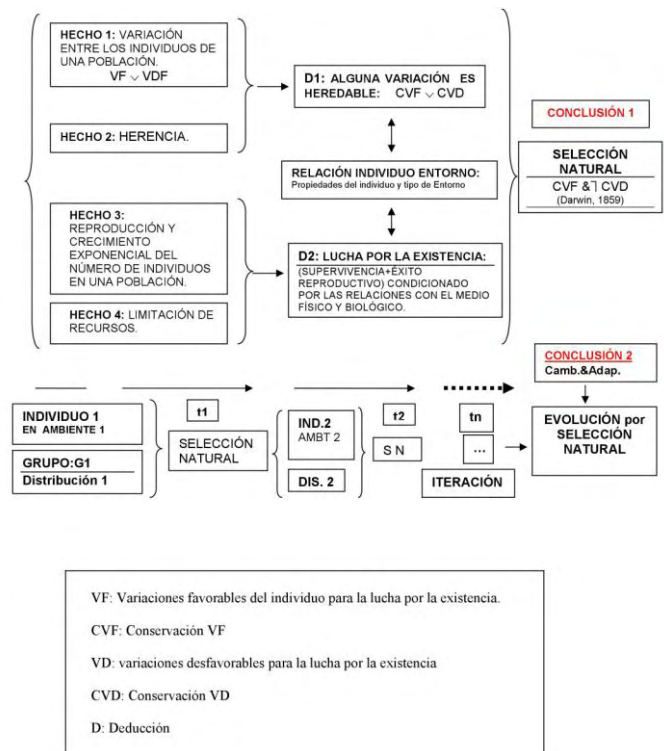 HECHO 1: VARIACIÓN
ENTRE LOS INDIVIDUOS DE
UNA POBLACIÓN.
VF ∨ VDF
HECHO 2: HERENCIA.
D1: ALGUNA VARIACIÓN ES
HEREDABLE: CVF ∨ CVD
RELACIÓN INDIVIDUO ENTORNO:
Propiedades del individuo y tipo de Entorno
HECHO 3:
REPRODUCCIÓN Y
CRECIMIENTO
EXPONENCIAL DEL
NÚMERO DE INDIVIDUOS
EN UNA POBLACIÓN.
HECHO 4: LIMITACIÓN DE
RECURSOS.
D2: LUCHA POR LA EXISTENCIA:
(SUPERVIVENCIA+ÉXITO
REPRODUCTIVO) CONDICIONADO
POR LAS RELACIONES CON EL MEDIO
FÍSICO Y BIOLÓGICO.
CONCLUSIÓN 1
SELECCIÓN
NATURAL
CVF &⏋ CVD
(Darwin, 1859)
INDIVIDUO 1
EN AMBIENTE 1
GRUPO:G1
Distribución 1
t1
SELECCIÓN
NATURAL
IND.2
AMBT 2
DIS. 2
t2
S N
tn
...
ITERACIÓN
CONCLUSIÓN 2
Camb.&Adap.
EVOLUCIÓN por
SELECCIÓN
NATURAL
VF: Variaciones favorables del individuo para la lucha por la existencia.
CVF: Conservación VF
VD: variaciones desfavorables para la lucha por la existencia
CVD: Conservación VD
D: Deducción